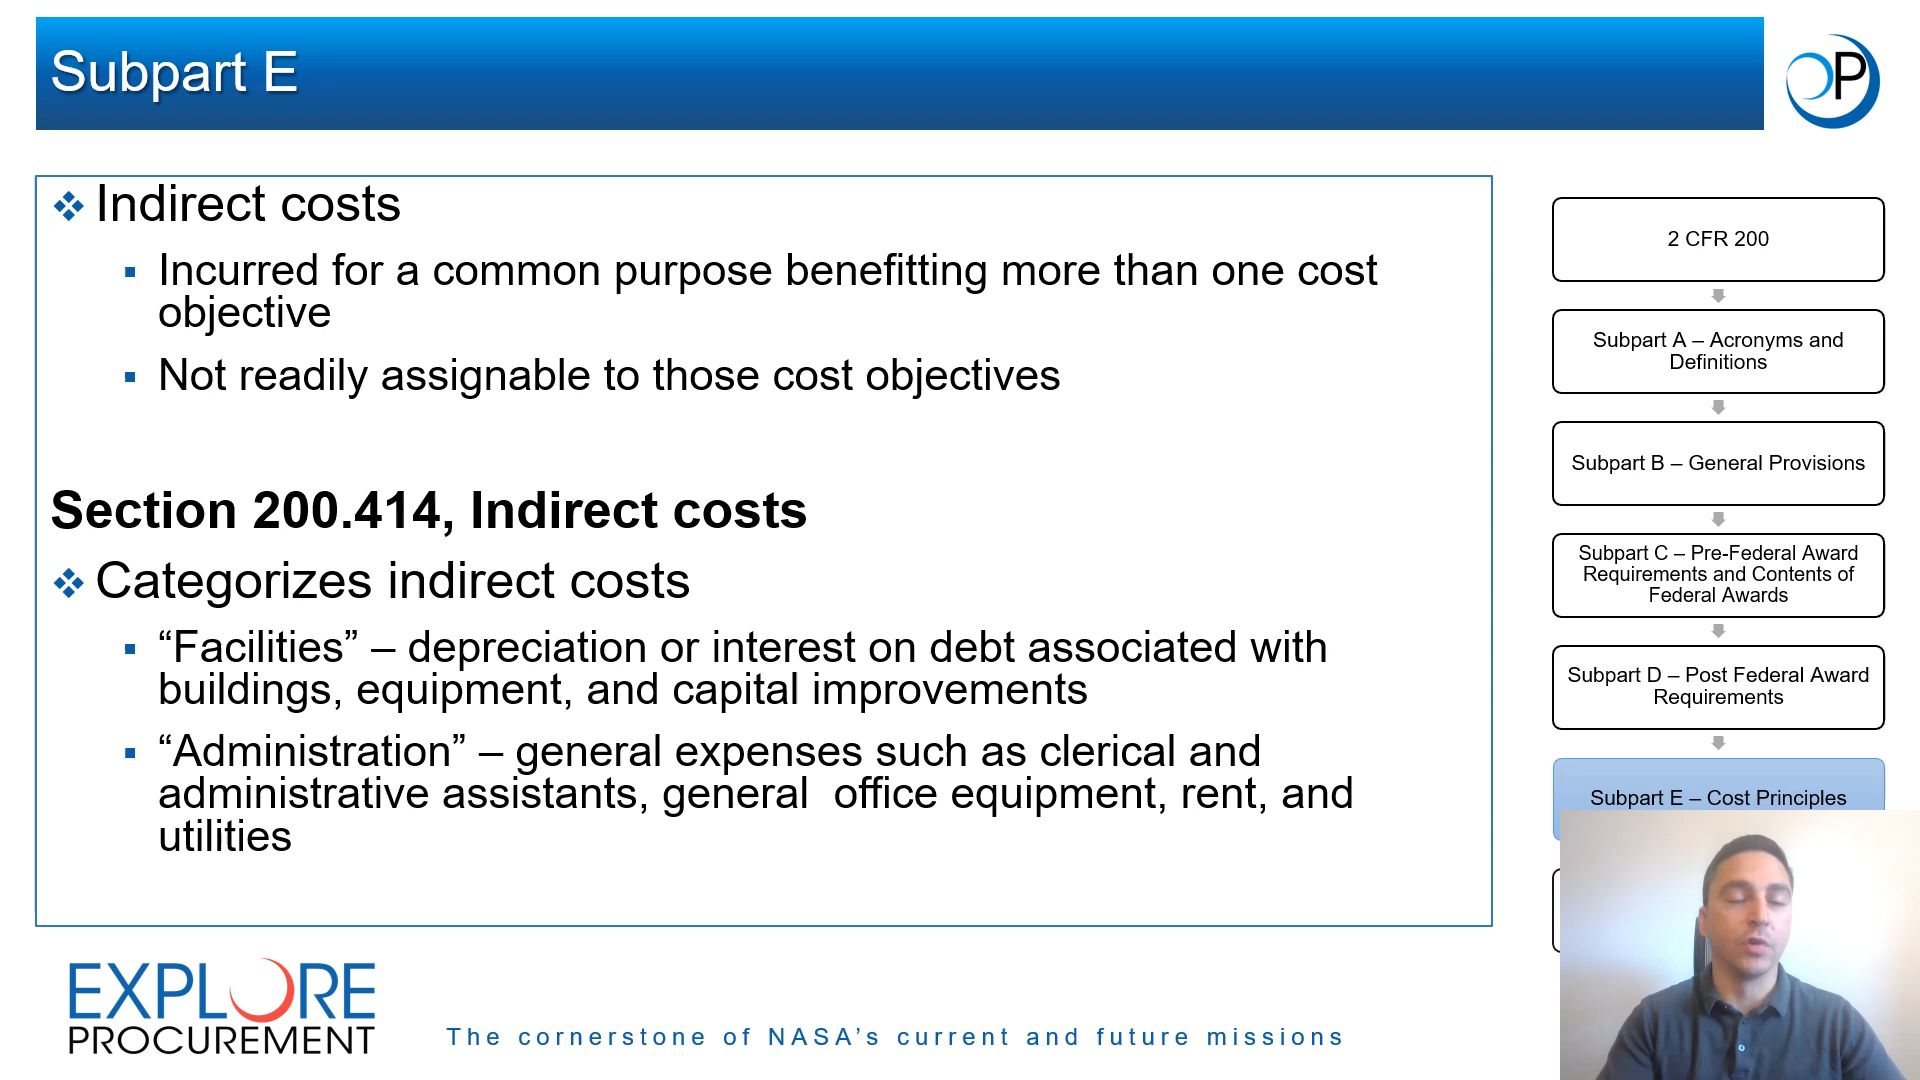 Subpart E
P
Indirect costs
Incurred for a common purpose benefitting more than one cost
objective
Not readily assignable to those cost objectives
Section 200.414, Indirect costs
Categorizes indirect costs
“Facilities” – depreciation or interest on debt associated with
buildings, equipment, and capital improvements
“Administration” – general expenses such as clerical and
administrative assistants, general  office equipment, rent, and
utilities
2 CFR 200
Subpart A – Acronyms and
Definitions
Subpart B – General Provisions
Subpart C – Pre-Federal Award
Requirements and Contents of
Federal Awards
Subpart D – Post Federal Award
Requirements
Subpart E – Cost Principles
EXPLORE
PROCUREMENT
The cornerstone of NASA’s current and future missions